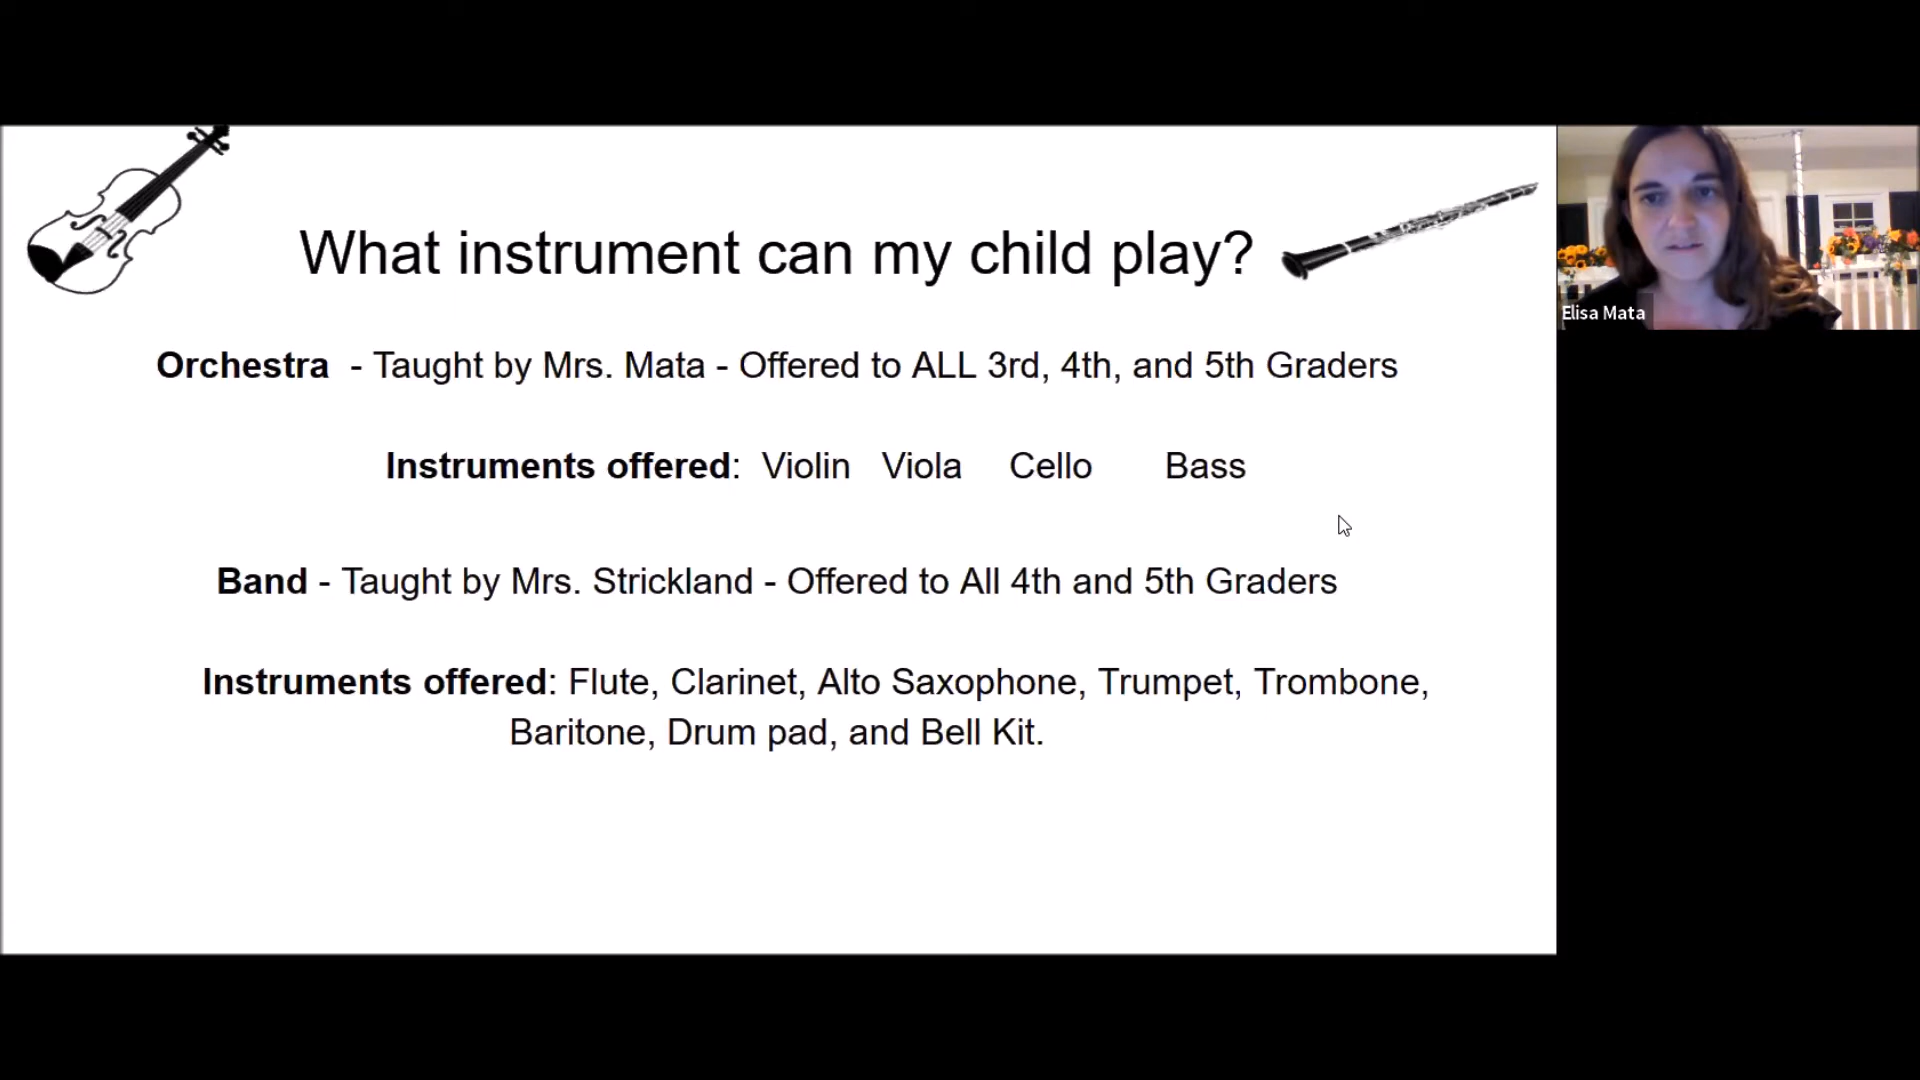 What instrument can my child play?
Elisa Mata
Orchestra - Taught by Mrs. Mata - Offered to ALL 3rd, 4th, and 5th Graders
Instruments offered: Violin Viola Cello Bass
Band - Taught by Mrs. Strickland - Offered to All 4th and 5th Graders
Instruments offered: Flute, Clarinet, Alto Saxophone, Trumpet, Trombone,
Baritone, Drum pad, and Bell Kit.